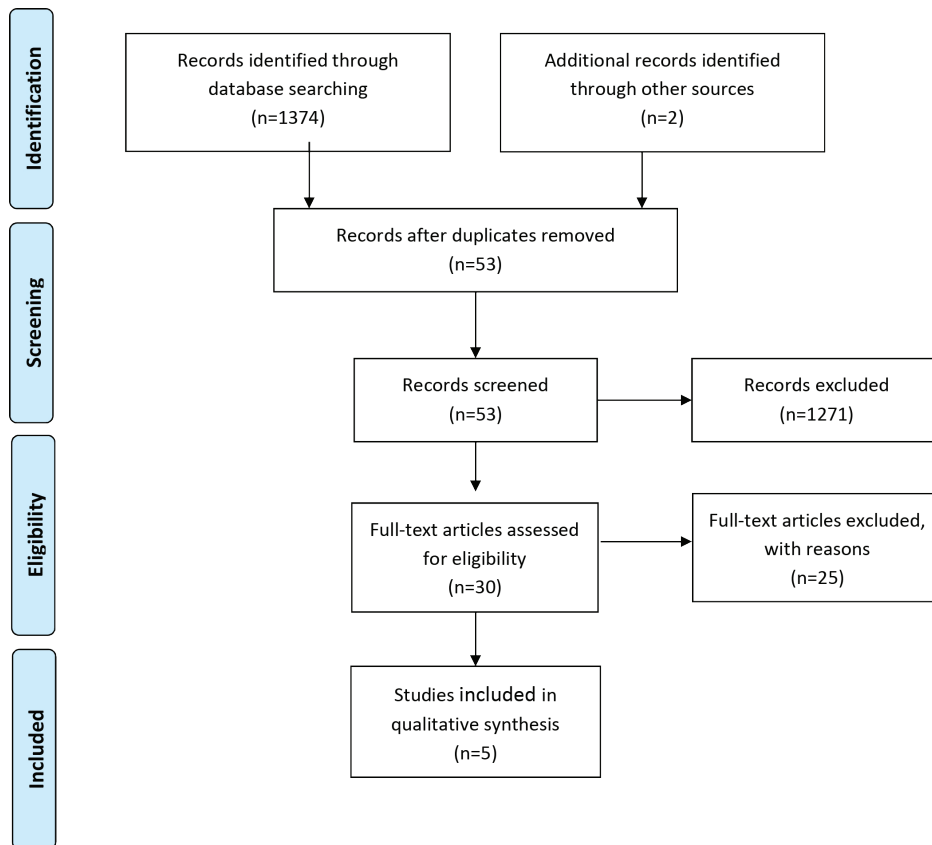 Identification
Records identified through
database searching
(n=1374)
Additional records identified
through other sources
(n=2)
Screening
Records after duplicates removed
(n=53)
Records screened
(n=53)
Records excluded
(n=1271)
Eligibility
Full-text articles assessed
for eligibility
(n=30)
Full-text articles excluded,
with reasons
(n=25)
Included
Studies included in
qualitative synthesis
(n=5)